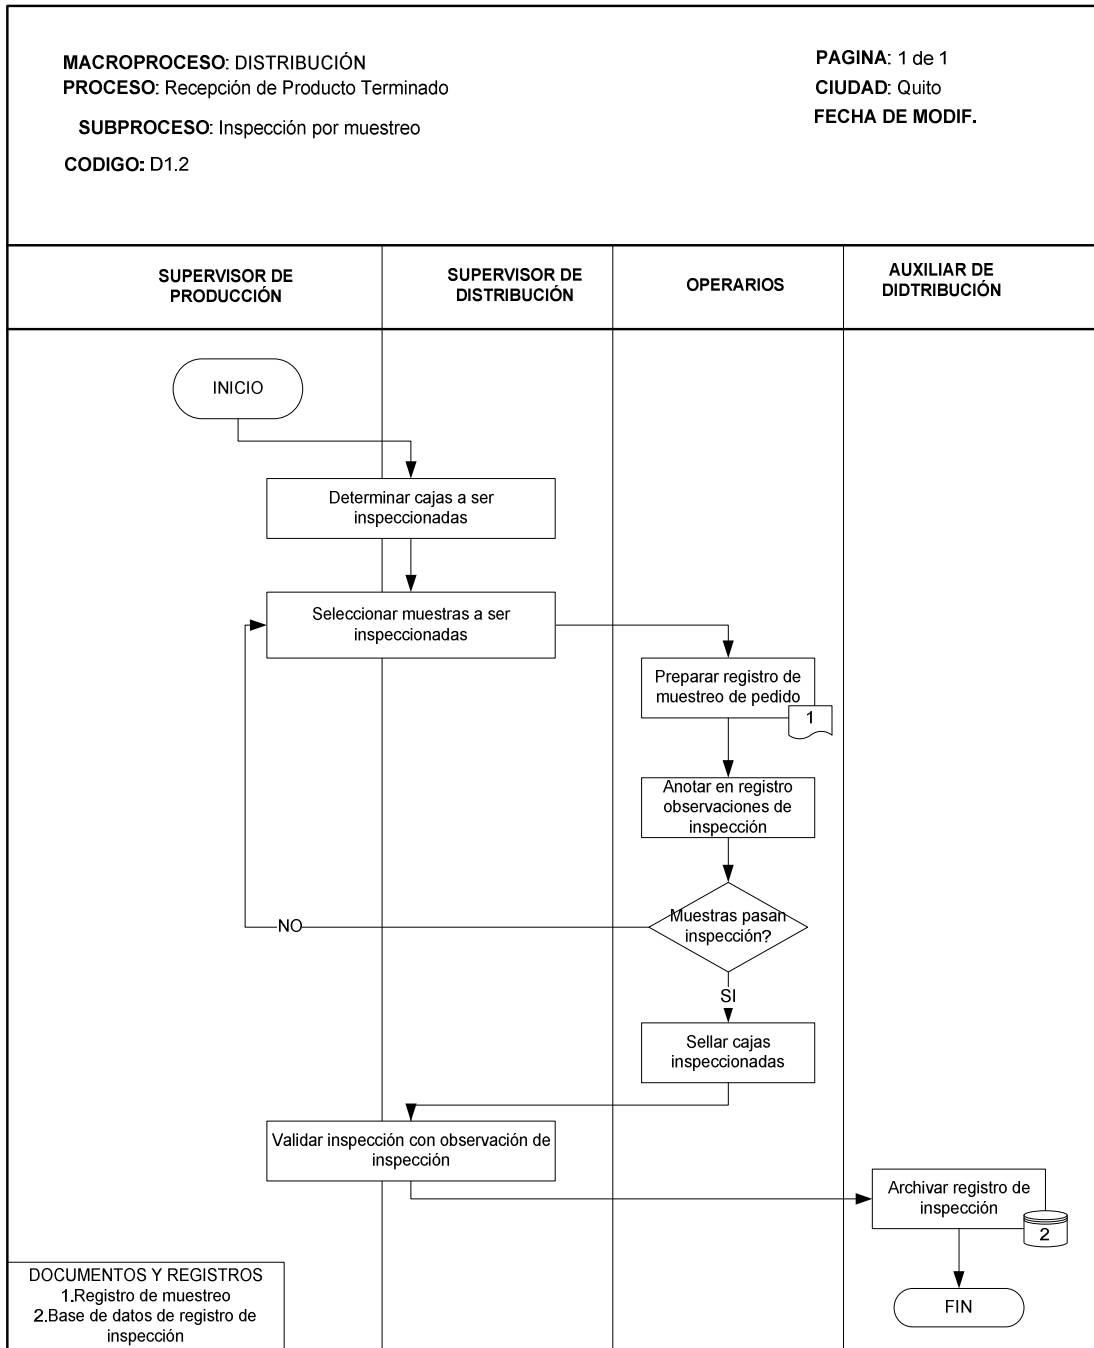 MACROPROCESO: DISTRIBUCIÓN
PROCESO: Recepción de Producto Terminado
SUBPROCESO: Inspección por muestreo
CODIGO: D1.2
PAGINA: 1 de 1
CIUDAD: Quito
FECHA DE MODIF.
SUPERVISOR DE
PRODUCCIÓN
SUPERVISOR DE
DISTRIBUCIÓN
OPERARIOS
AUXILIAR DE
DIDTRIBUCIÓN
INICIO
Determinar cajas a ser
inspeccionadas
Seleccionar muestras a ser
inspeccionadas
Preparar registro de
muestreo de pedido
1
Anotar en registro
observaciones de
inspección
Muestras pasan
inspección?
NO
SI
Sellar cajas
inspeccionadas
Validar inspección con observación de
inspección
Archivar registro de
inspección
2
FIN
DOCUMENTOS Y REGISTROS
1.Registro de muestreo
2.Base de datos de registro de
inspección